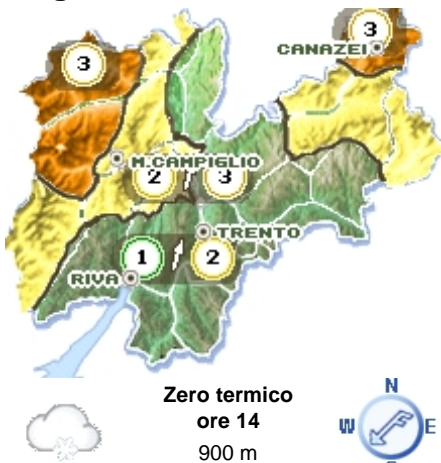 3
3
CANAZEI
M.CAMPIGLIO
2
3
TRENTO
1
2
RIVA
Zero termico
ore 14
900 m
N
W
E